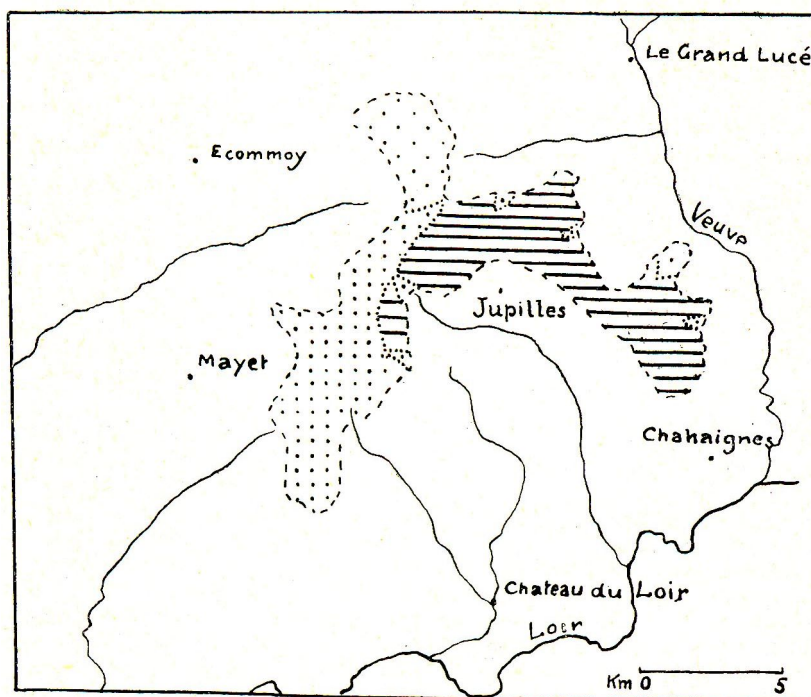 Le Grand Lucé
Ecommoy
Veuve
Jupilles
Mayet
Chahaignes
Chateau du Loir
Loir
Km 0 5